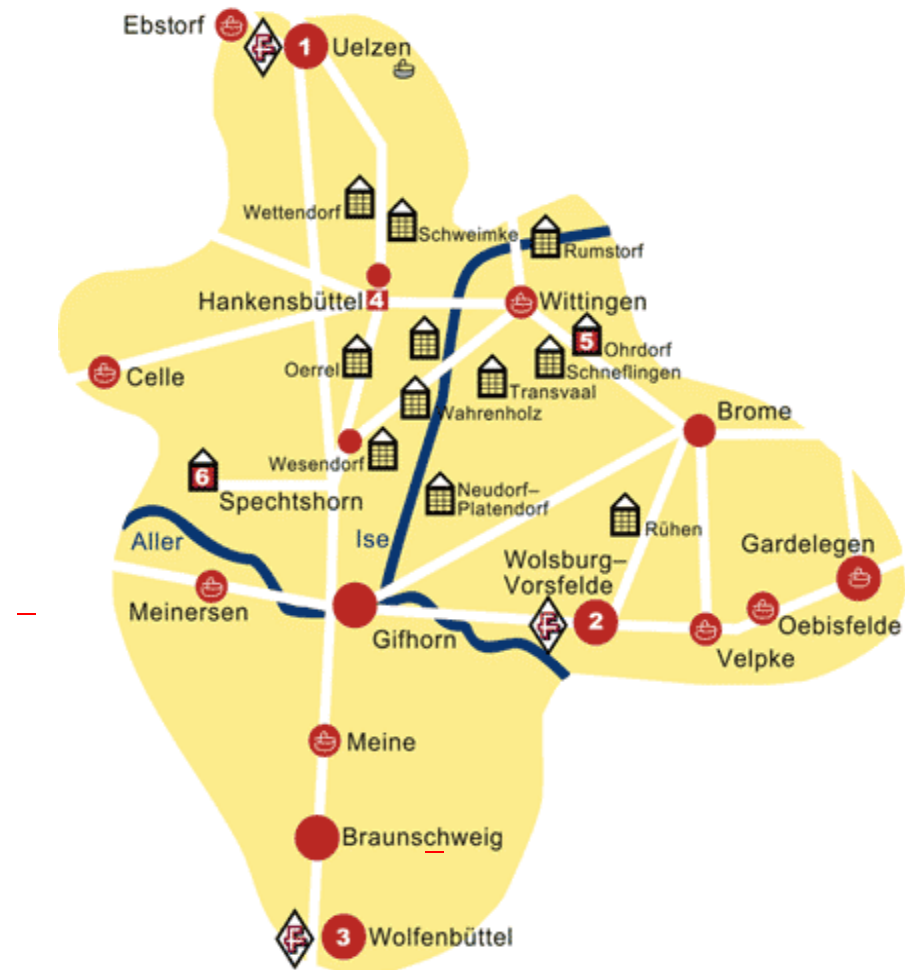 Ebstorf
1
Uelzen
Wettendorf
Schweimke
Rumstorf
Hankensbüttel
4
Wittingen
5
Ohrdorf
Oerrel
Schneflingen
Celle
Transvaal
Wahrenholz
Brome
Wesendorf
6
Spechtshorn
Neudorf–
Platendorf
Rühen
Aller
Ise
Gardelegen
Wolsburg–
Vorsfelde
Meinersen
2
Oebisfelde
Gifhorn
Velpke
Meine
Braunschweig
3
Wolfenbüttel